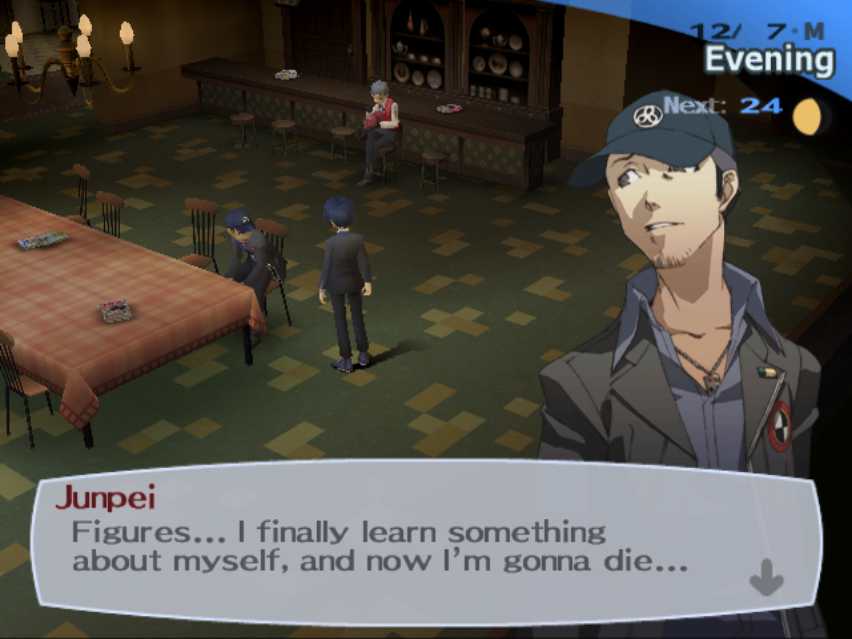 12/ 7·M
Evening
Next: 24
Junpei
Figures... I finally learn something
about myself, and now I'm gonna die...